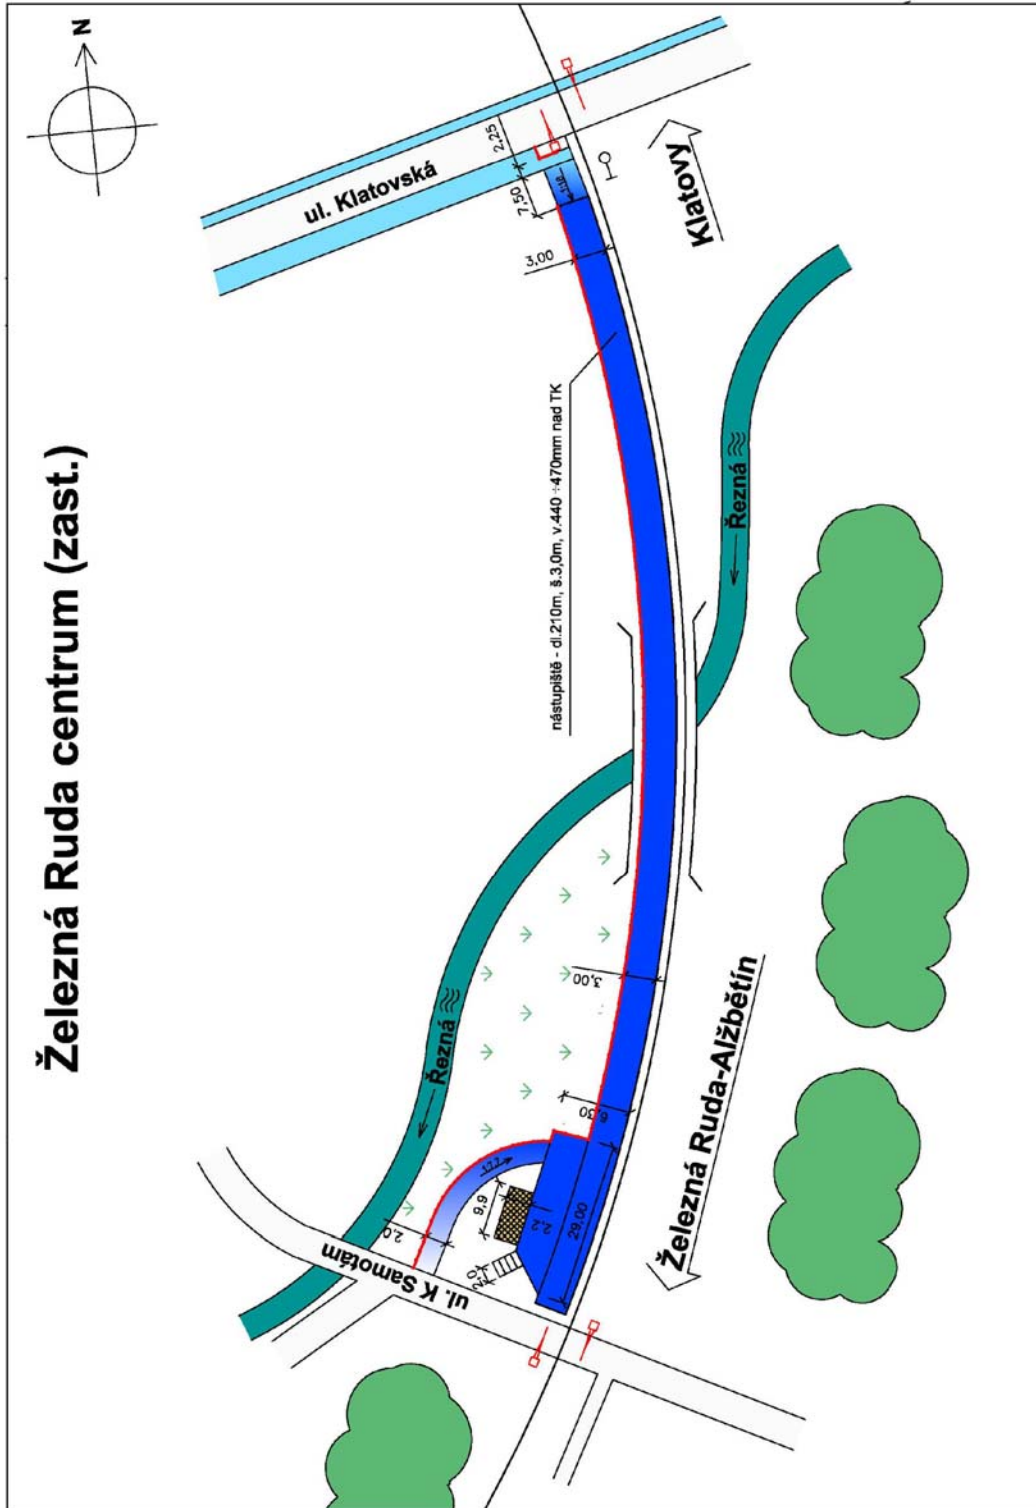 Železná Ruda centrum (zast.)
N
ul. Klatovská
2,25
7,50
1:12
3,00
Klatovy
nástupiště - dl.210m, š.3,0m, v.440÷470mm nad TK
Řezná
Řezná
3,00
6,30
Železná Ruda-Alžbětín
9,9
2,2
29,00
2,0
2,0
ul. K Samotám